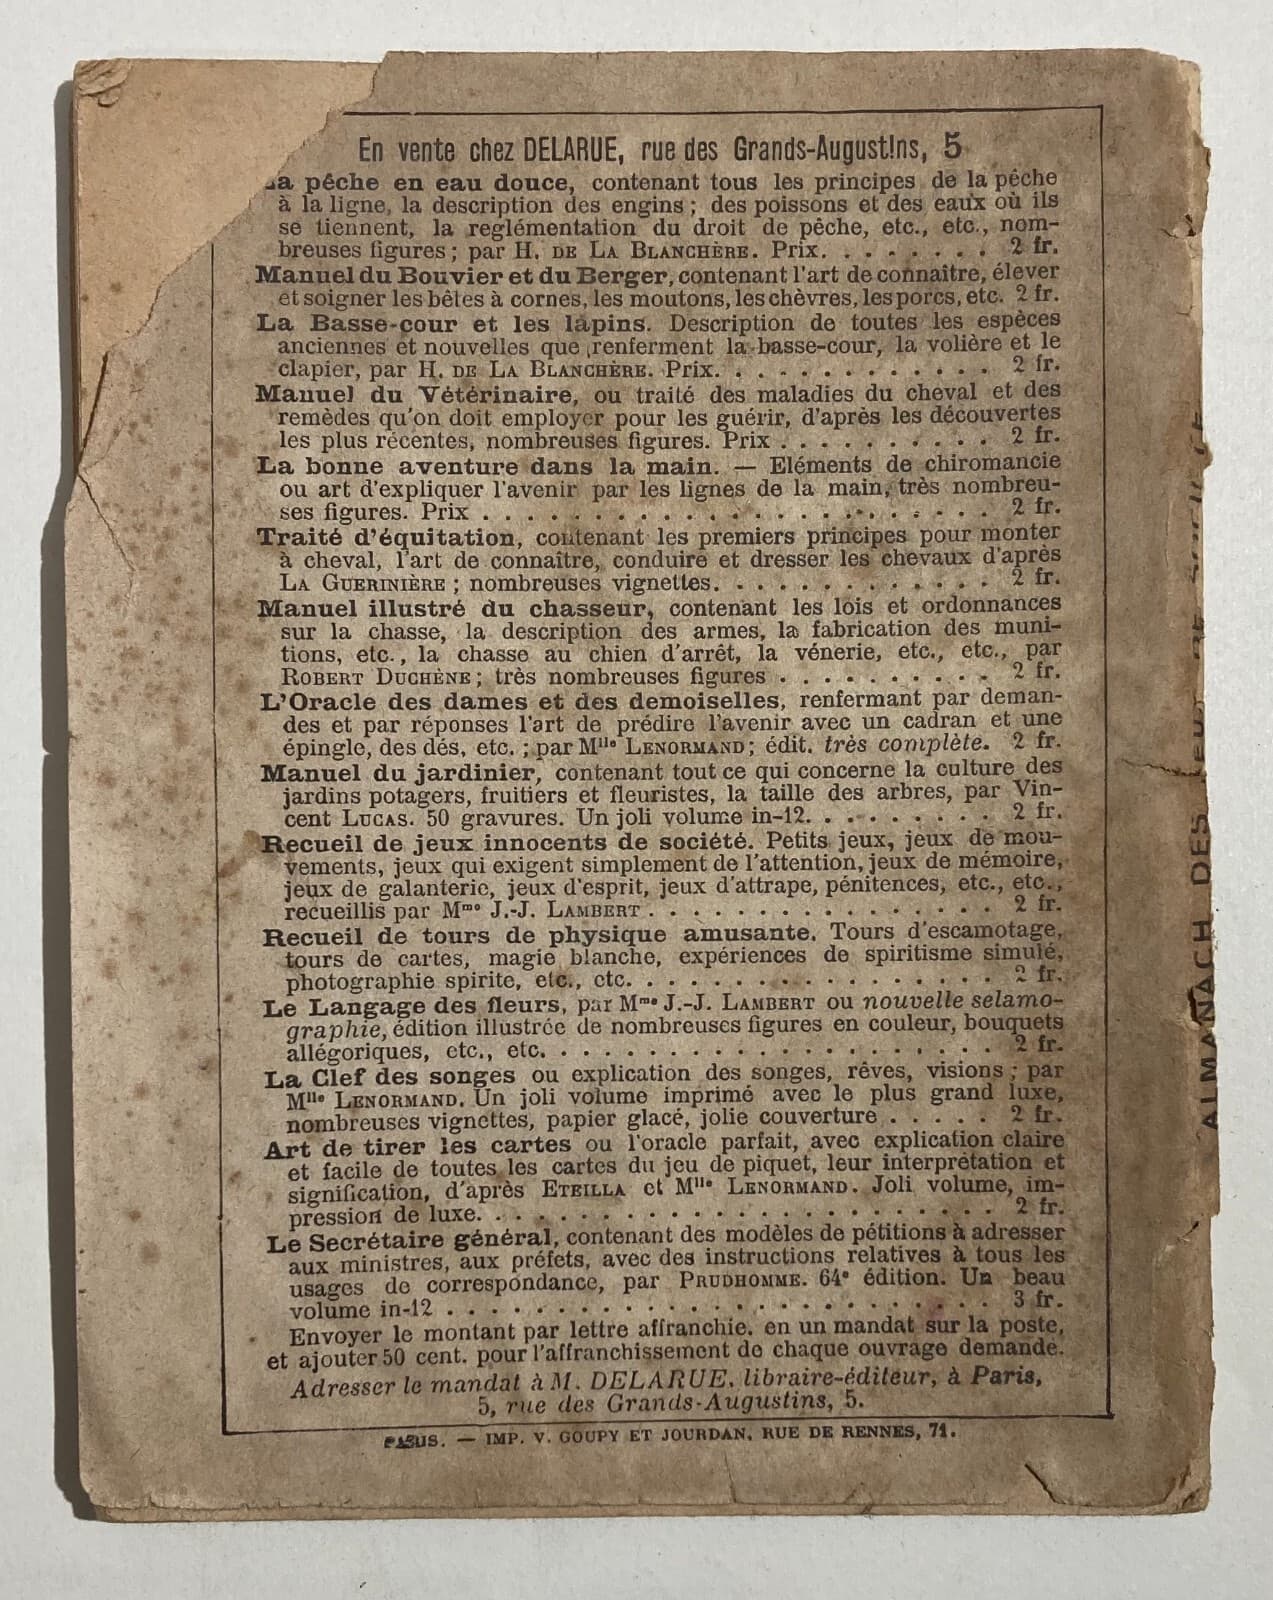 En vente chez DELARUE, rue des Grands-Augustins, 5
La pêche en eau douce, contenant tous les principes de la pêche
à la ligne, la description des engins ; des poissons et des eaux où ils
se tiennent, la reglémentation du droit de pêche, etc., etc., nom-
breuses figures ; par H. DE LA BLANCHÈRE. Prix. . . . . . . . 2 fr.
Manuel du Bouvier et du Berger, contenant l'art de connaître, élever
et soigner les bêtes à cornes, les moutons, les chèvres, les porcs, etc. 2 fr.
La Basse-cour et les lapins. Description de toutes les espèces
anciennes et nouvelles que renferment la basse-cour, la volière et le
clapier, par H. DE LA BLANCHÈRE. Prix. . . . . . . . . . . . . 2 fr.
Manuel du Vétérinaire, ou traité des maladies du cheval et des
remèdes qu'on doit employer pour les guérir, d'après les découvertes
les plus récentes, nombreuses figures. Prix . . . . . . . . . . 2 fr.
La bonne aventure dans la main. — Eléments de chiromancie
ou art d'expliquer l'avenir par les lignes de la main, très nombreu-
ses figures. Prix . . . . . . . . . . . . . . . . . . . . . . . 2 fr.
Traité d'équitation, contenant les premiers principes pour monter
à cheval, l'art de connaître, conduire et dresser les chevaux d'après
LA GUERINIÈRE ; nombreuses vignettes. . . . . . . . . . . . . 2 fr.
Manuel illustré du chasseur, contenant les lois et ordonnances
sur la chasse, la description des armes, la fabrication des muni-
tions, etc., la chasse au chien d'arrêt, la vénerie, etc., etc., par
ROBERT DUCHÊNE ; très nombreuses figures . . . . . . . . . . 2 fr.
L'Oracle des dames et des demoiselles, renfermant par deman-
des et par réponses l'art de prédire l'avenir avec un cadran et une
épingle, des dés, etc. ; par Mlle LENORMAND ; édit. très complète. 2 fr.
Manuel du jardinier, contenant tout ce qui concerne la culture des
jardins potagers, fruitiers et fleuristes, la taille des arbres, par Vin-
cent LUCAS. 50 gravures. Un joli volume in-12. . . . . . . . . 2 fr.
Recueil de jeux innocents de société. Petits jeux, jeux de mou-
vements, jeux qui exigent simplement de l'attention, jeux de mémoire,
jeux de galanterie, jeux d'esprit, jeux d'attrape, pénitences, etc., etc.,
recueillis par Mme J.-J. LAMBERT . . . . . . . . . . . . . . . . 2 fr.
Recueil de tours de physique amusante. Tours d'escamotage,
tours de cartes, magie blanche, expériences de spiritisme simulé,
photographie spirite, etc., etc. . . . . . . . . . . . . . . . . . 2 fr.
Le Langage des fleurs, par Mme J.-J. LAMBERT ou nouvelle selamo-
graphie, édition illustrée de nombreuses figures en couleur, bouquets
allégoriques, etc., etc. . . . . . . . . . . . . . . . . . . . . . 2 fr.
La Clef des songes ou explication des songes, rêves, visions ; par
Mlle LENORMAND. Un joli volume imprimé avec le plus grand luxe,
nombreuses vignettes, papier glacé, jolie couverture . . . . . 2 fr.
Art de tirer les cartes ou l'oracle parfait, avec explication claire
et facile de toutes les cartes du jeu de piquet, leur interprétation et
signification, d'après ETEILLA et Mlle LENORMAND. Joli volume, im-
pression de luxe. . . . . . . . . . . . . . . . . . . . . . . . . 2 fr.
Le Secrétaire général, contenant des modèles de pétitions à adresser
aux ministres, aux préfets, avec des instructions relatives à tous les
usages de correspondance, par PRUDHOMME. 64e édition. Un beau
volume in-12 . . . . . . . . . . . . . . . . . . . . . . . . . . 3 fr.
Envoyer le montant par lettre affranchie. en un mandat sur la poste,
et ajouter 50 cent. pour l'affranchissement de chaque ouvrage demande.
Adresser le mandat à M. DELARUE, libraire-éditeur, à Paris,
5, rue des Grands-Augustins, 5.
PARIS. — IMP. V. GOUPY ET JOURDAN, RUE DE RENNES, 71.
ALMANACH DES